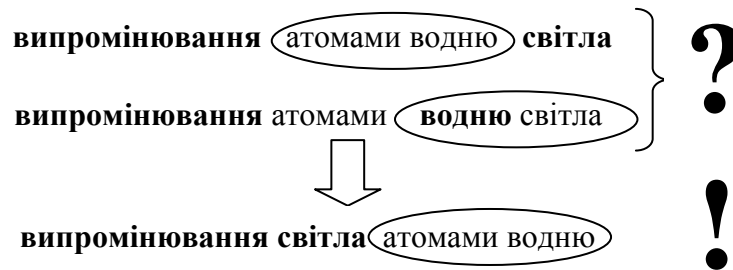 випромінювання атомами водню світла
випромінювання атомами водню світла
?
випромінювання світла атомами водню
!